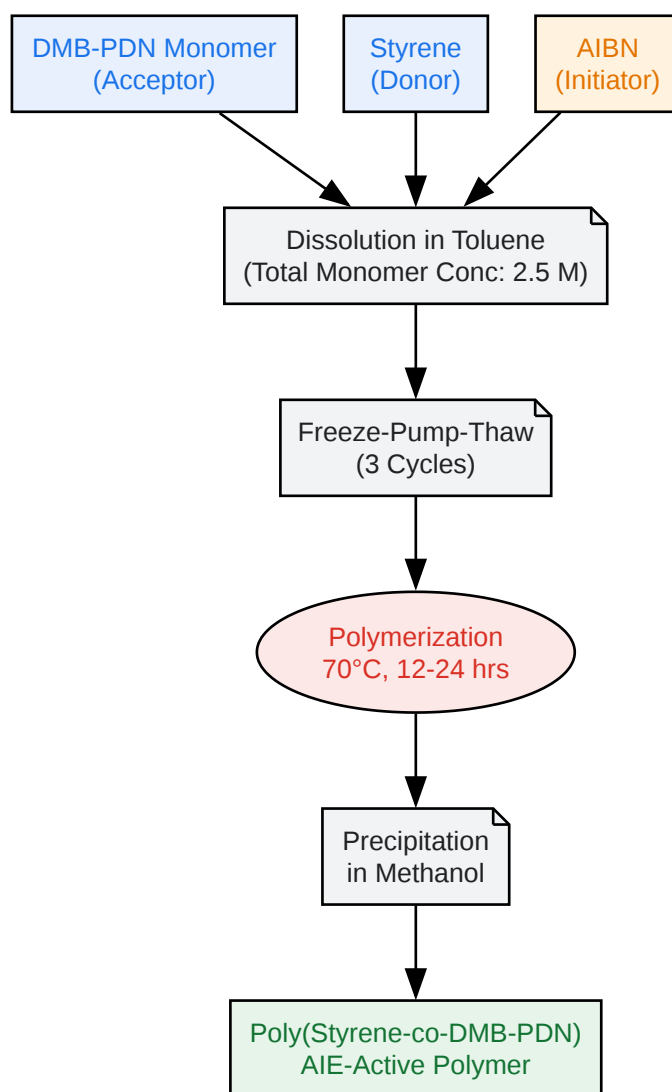 DMB-PDN Monomer
(Acceptor)
Styrene
(Donor)
AIBN
(Initiator)
Dissolution in Toluene
(Total Monomer Conc: 2.5 M)
Freeze-Pump-Thaw
(3 Cycles)
Polymerization
70°C, 12-24 hrs
Precipitation
in Methanol
Poly(Styrene-co-DMB-PDN)
AIE-Active Polymer